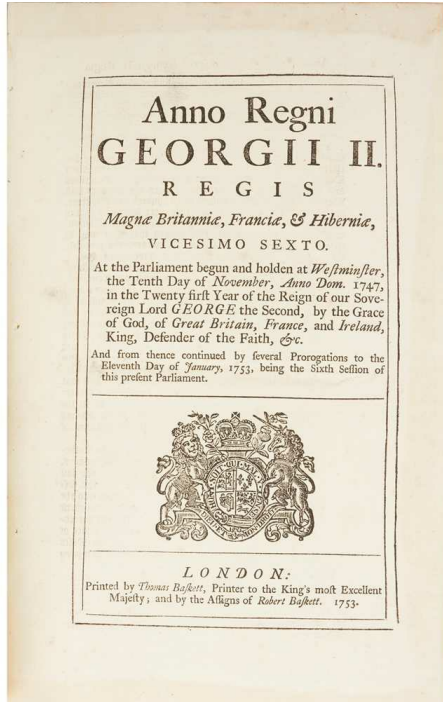 Anno Regni
GEORGII II.
REGIS
Magnæ Britanniæ, Franciæ, & Hiberniæ,
VICESIMO SEXTO.
At the Parliament begun and holden at Weſtminſter,
the Tenth Day of November, Anno Dom. 1747,
in the Twenty firſt Year of the Reign of our Sove-
reign Lord GEORGE the Second, by the Grace
of God, of Great Britain, France, and Ireland,
King, Defender of the Faith, &c.
And from thence continued by ſeveral Prorogations to the
Eleventh Day of January, 1753, being the Sixth Seſſion of
this preſent Parliament.
LONDON:
Printed by Thomas Baſkett, Printer to the King's moſt Excellent
Majeſty; and by the Aſſigns of Robert Baſkett. 1753.